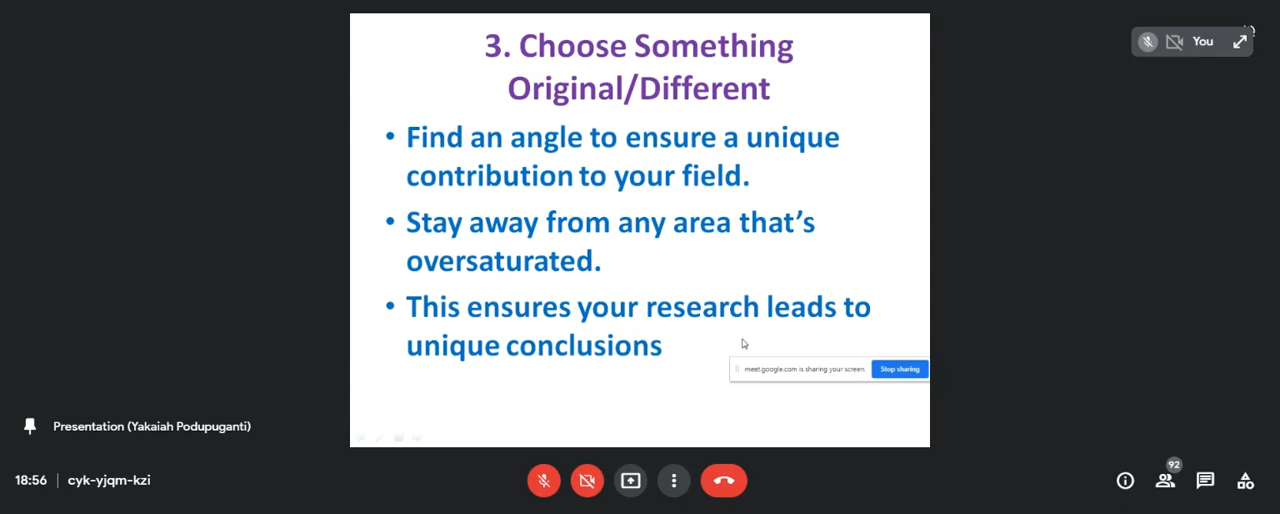 3. Choose Something
Original/Different
• Find an angle to ensure a unique
contribution to your field.
• Stay away from any area that's
oversaturated.
• This ensures your research leads to
unique conclusions
meet.google.com is sharing your screen.
Stop sharing
You
Presentation (Yakaiah Podupuganti)
18:56 | cyk-yjqm-kzi
92